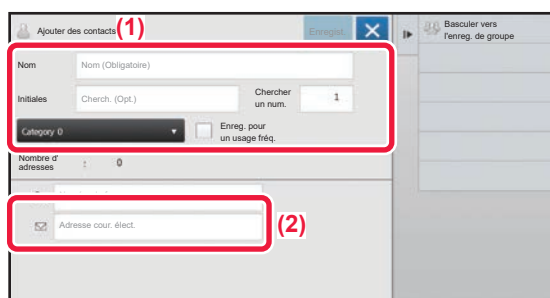 Ajouter des contacts
(1)
Enregist.
Basculer vers
l'enreg. de groupe
Nom
Nom (Obligatoire)
Initiales
Cherch. (Opt.)
Chercher
un num.
1
Category 0
Enreg. pour
un usage fréq.
Nombre d'
adresses
:
0
Adresse cour. élect.
(2)